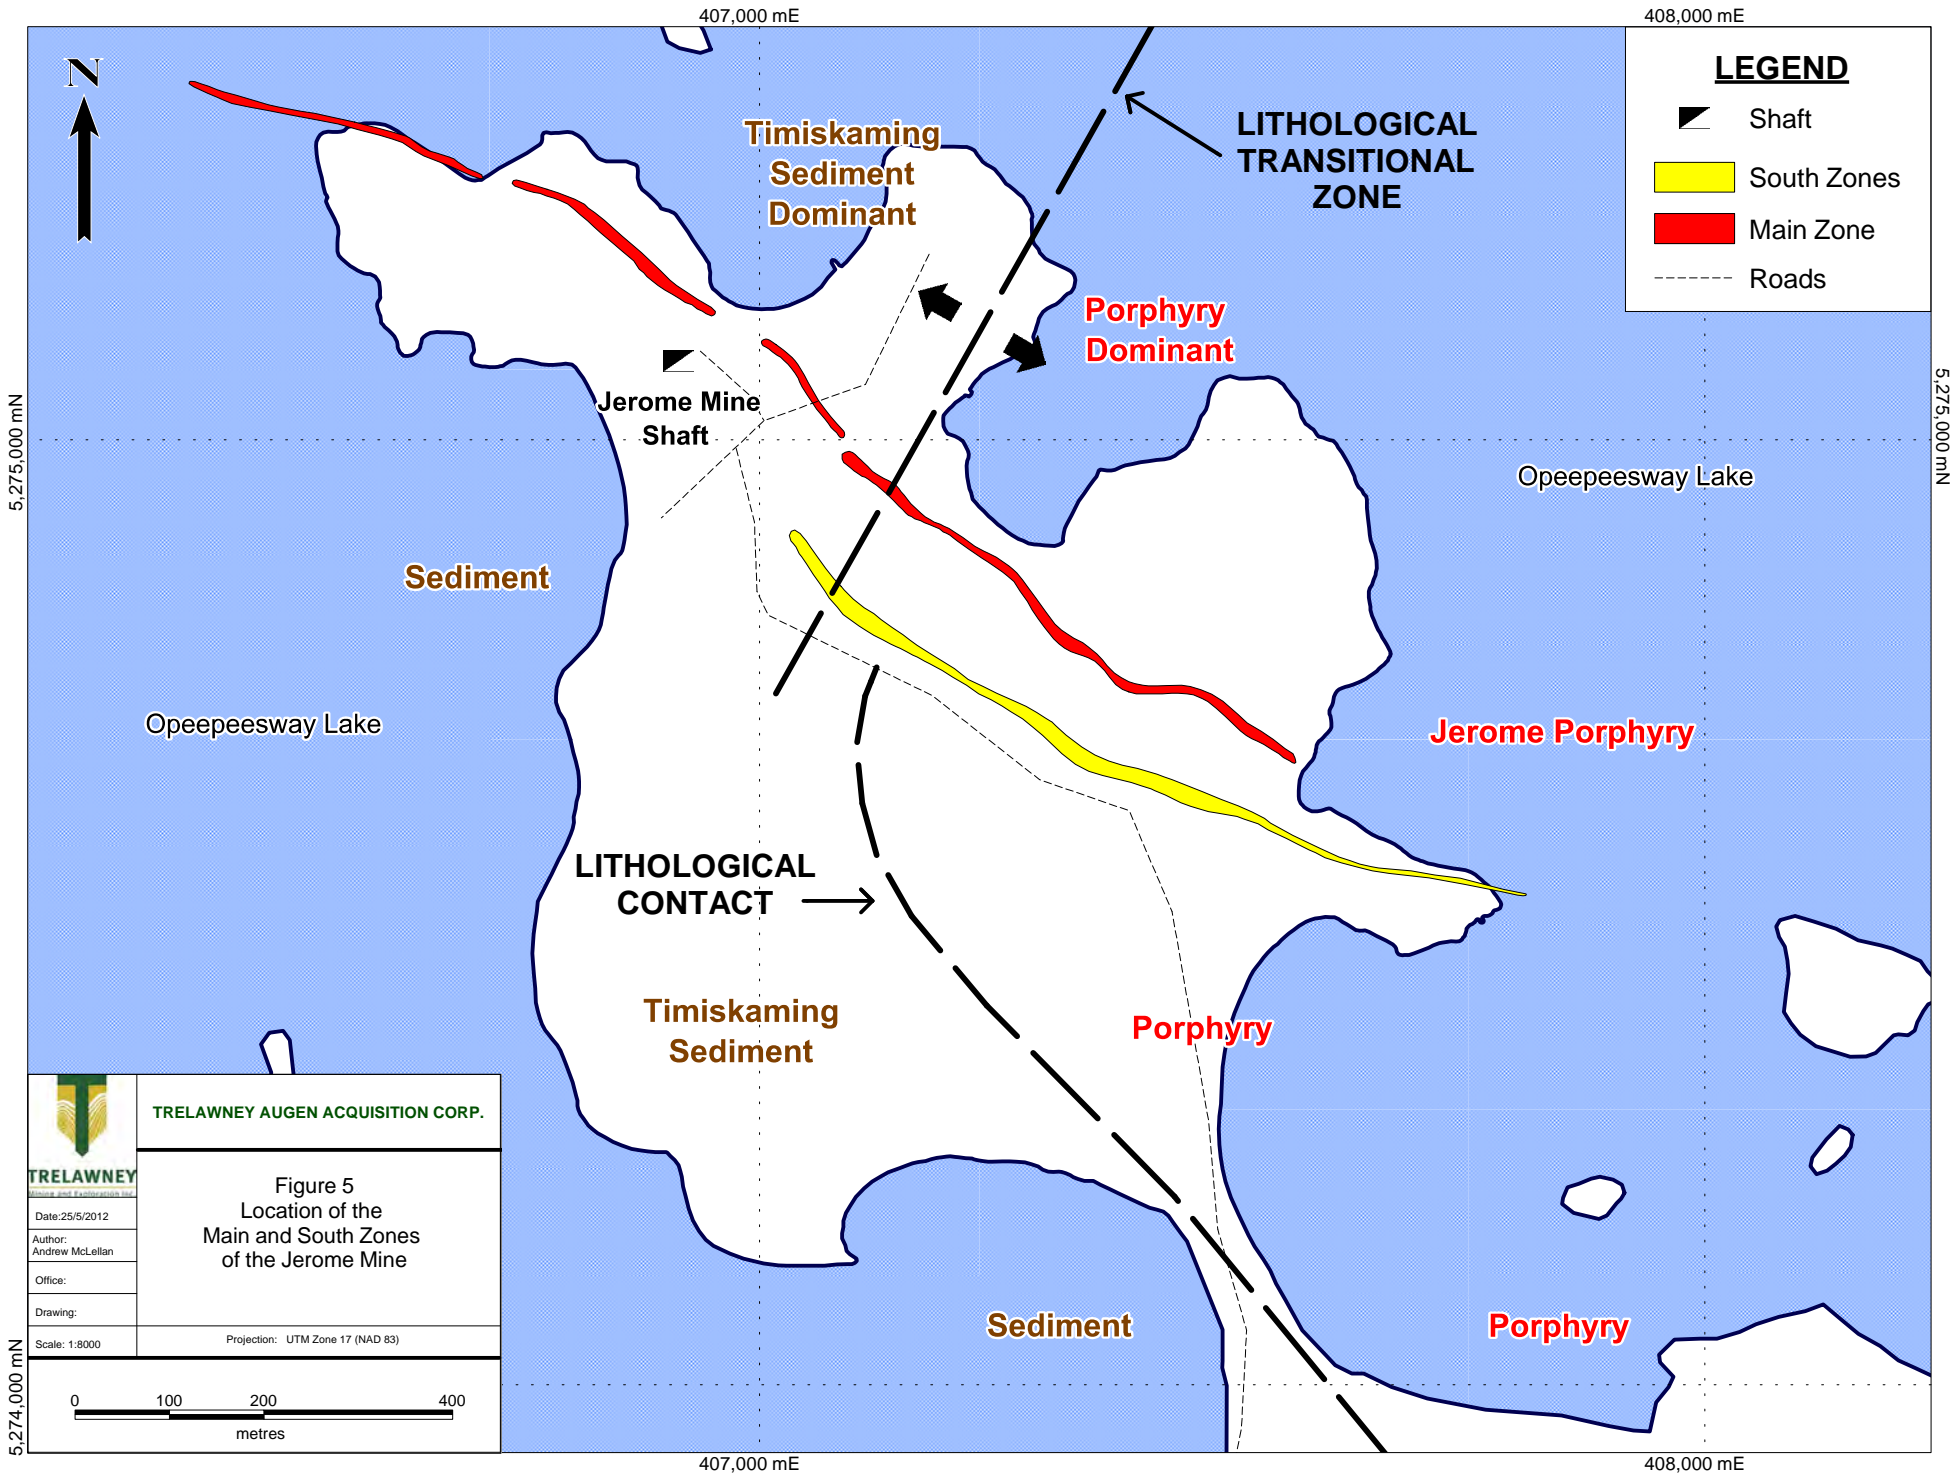 407,000 mE
408,000 mE
N
LEGEND
Shaft
South Zones
Main Zone
Roads
Timiskaming
Sediment
Dominant
LITHOLOGICAL
TRANSITIONAL
ZONE
Porphyry
Dominant
Jerome Mine
Shaft
5,275,000 mN
5,275,000 mN
Opeepeesway Lake
Sediment
Opeepeesway Lake
Jerome Porphyry
LITHOLOGICAL
CONTACT
Timiskaming
Sediment
Porphyry
Sediment
Porphyry
TRELAWNEY
Mining and Exploration Inc.
TRELAWNEY AUGEN ACQUISITION CORP.
Figure 5
Location of the
Main and South Zones
of the Jerome Mine
Date:25/5/2012
Author:
Andrew McLellan
Office:
Drawing:
Scale: 1:8000
Projection: UTM Zone 17 (NAD 83)
0 100 200 400
metres
5,274,000 mN
407,000 mE
408,000 mE